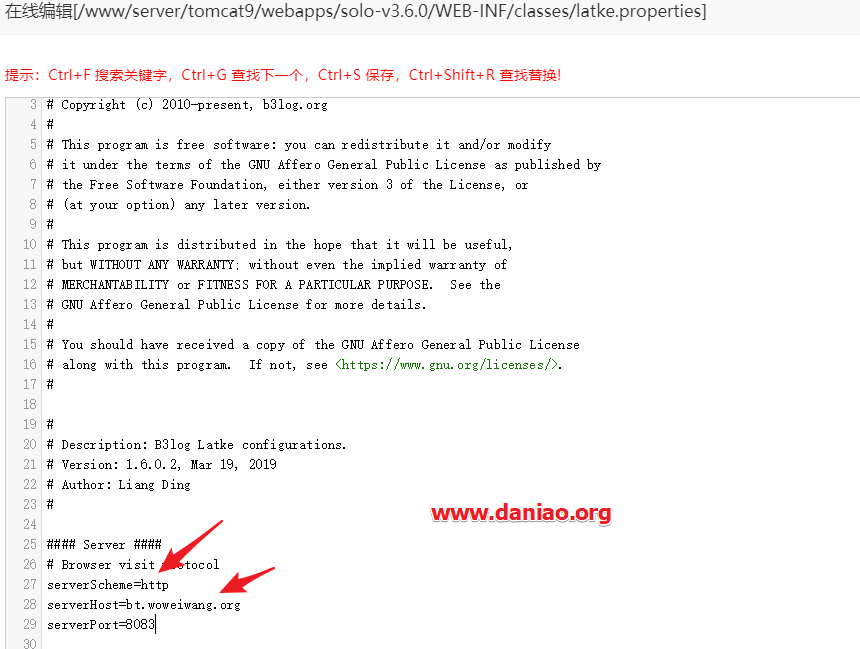 在线编辑[/www/server/tomcat9/webapps/solo-v3.6.0/WEB-INF/classes/latke.properties]
提示：Ctrl+F 搜索关键字，Ctrl+G 查找下一个，Ctrl+S 保存，Ctrl+Shift+R 查找替换!
3 # Copyright (c) 2010-present, b3log.org
4 #
5 # This program is free software: you can redistribute it and/or modify
6 # it under the terms of the GNU Affero General Public License as published by
7 # the Free Software Foundation, either version 3 of the License, or
8 # (at your option) any later version.
9 #
10 # This program is distributed in the hope that it will be useful,
11 # but WITHOUT ANY WARRANTY; without even the implied warranty of
12 # MERCHANTABILITY or FITNESS FOR A PARTICULAR PURPOSE.  See the
13 # GNU Affero General Public License for more details.
14 #
15 # You should have received a copy of the GNU Affero General Public License
16 # along with this program.  If not, see <https://www.gnu.org/licenses/>.
17 #
18
19 #
20 # Description: B3log Latke configurations.
21 # Version: 1.6.0.2, Mar 19, 2019
22 # Author: Liang Ding
23 #
www.daniao.org
24
25 #### Server ####
26 # Browser visit protocol
27 serverScheme=http
28 serverHost=bt.woweiwang.org
29 serverPort=8083
30